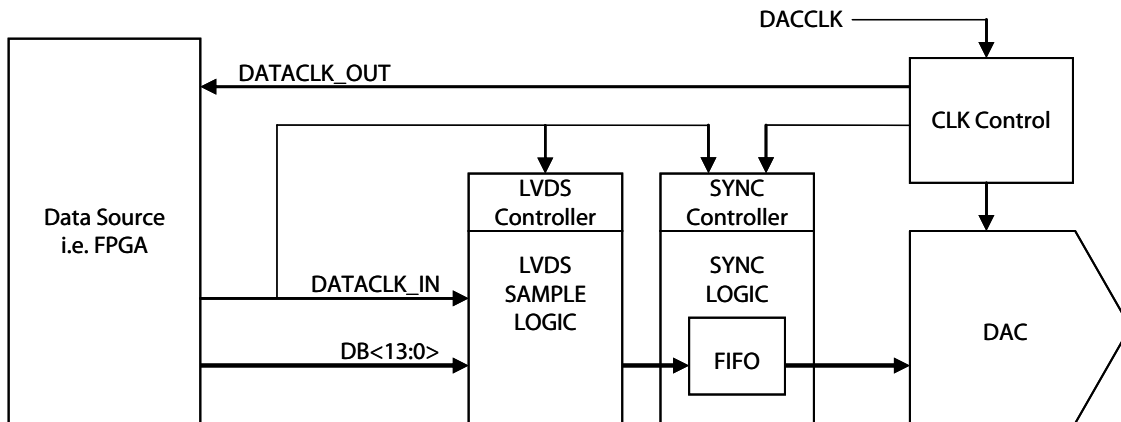 DACCLK
DATACLK_OUT
CLK Control
LVDS
Controller
SYNC
Controller
Data Source
i.e. FPGA
LVDS
SAMPLE
LOGIC
SYNC
LOGIC
DATACLK_IN
DAC
DB<13:0>
FIFO